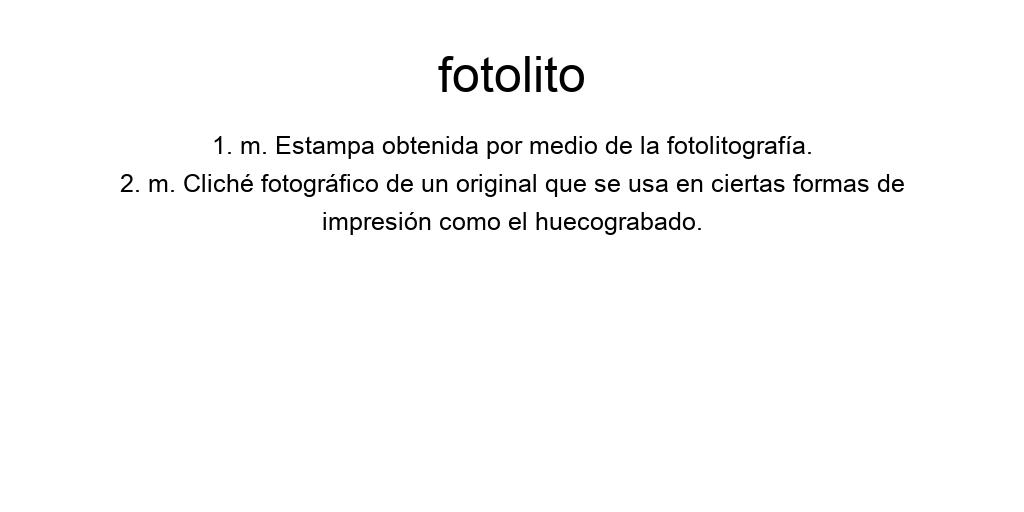 fotolito
1. m. Estampa obtenida por medio de la fotolitografía.
2. m. Cliché fotográfico de un original que se usa en ciertas formas de
impresión como el huecograbado.